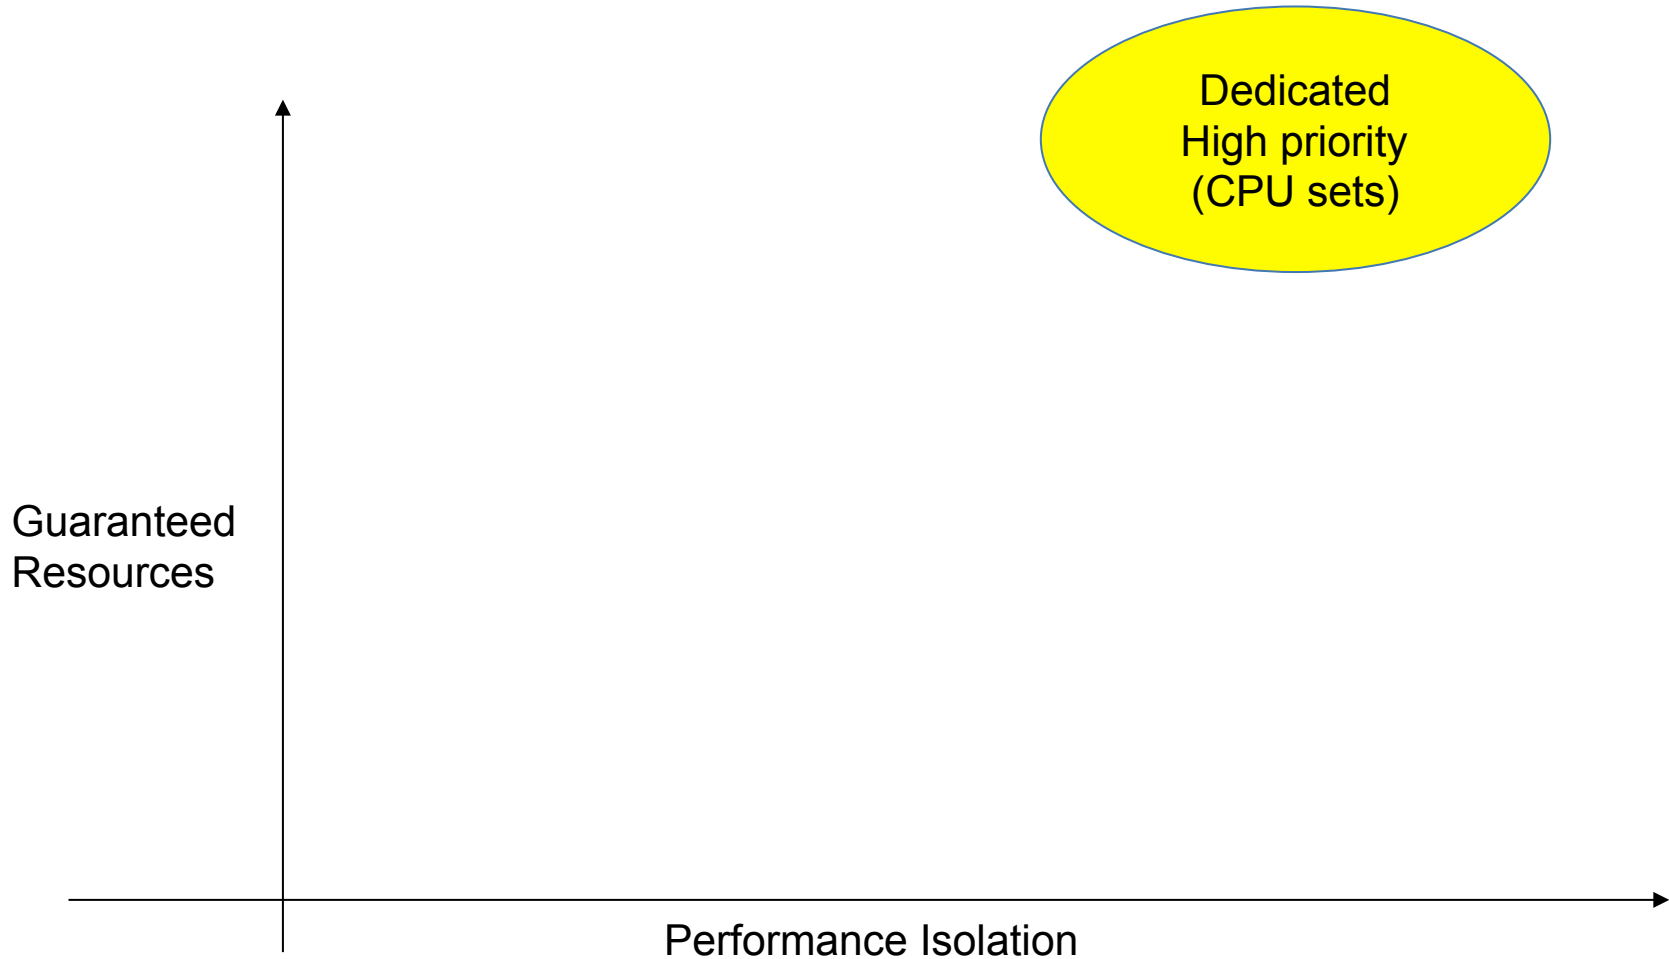 Dedicated
High priority
(CPU sets)
Guaranteed
Resources
Performance Isolation